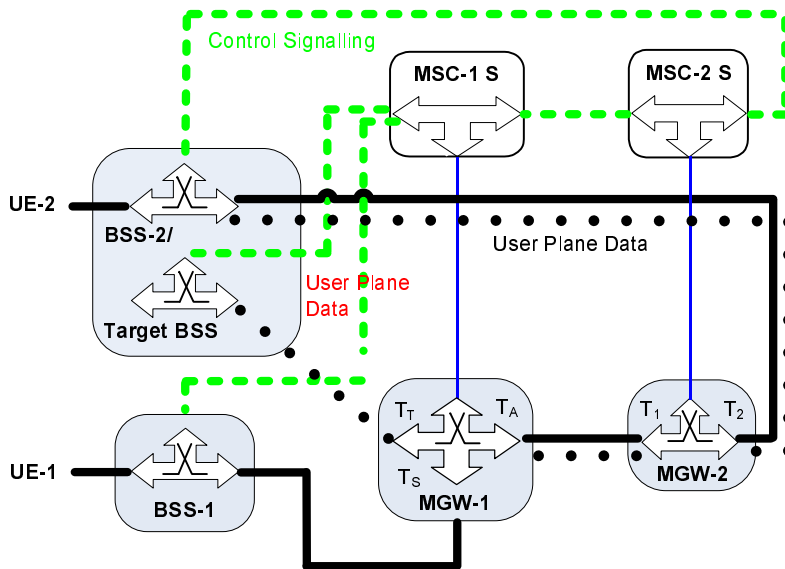 Control Signalling
MSC-1 S
MSC-2 S
UE-2
BSS-2/
User Plane Data
User Plane
Data
Target BSS
TT
TA
T1
T2
TS
UE-1
MGW-2
MGW-1
BSS-1